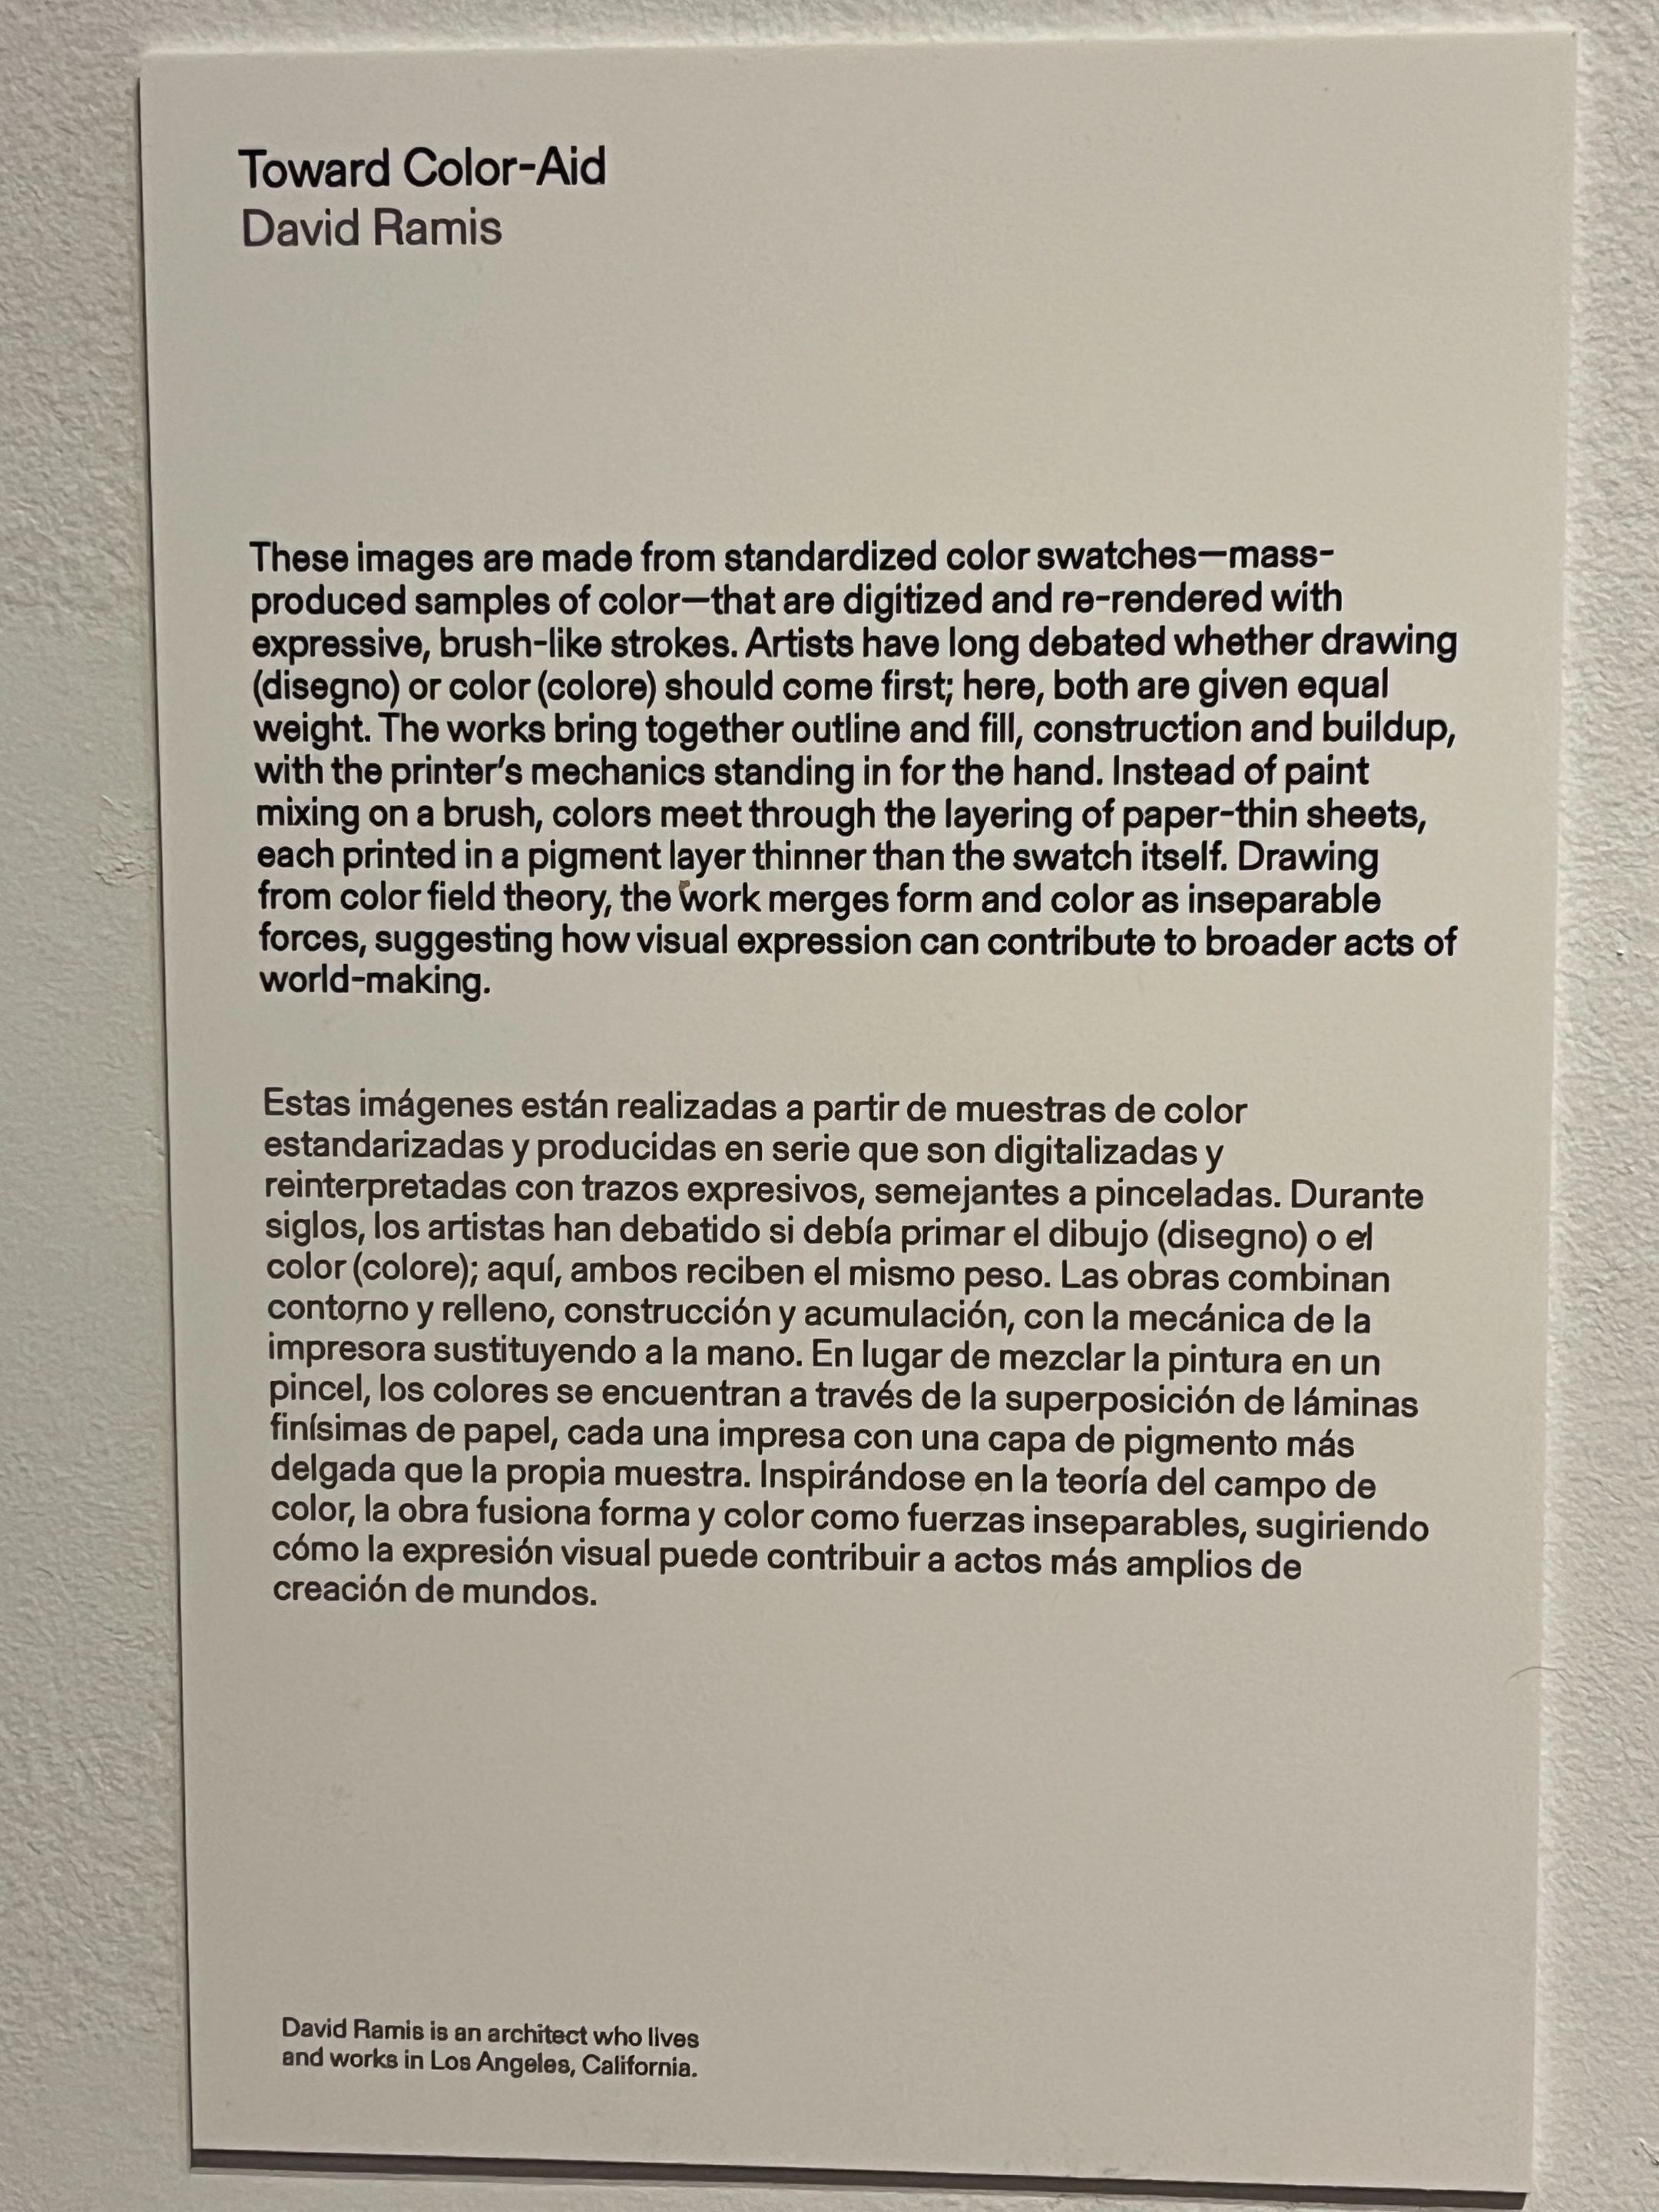 Toward Color-Aid
David Ramis
These images are made from standardized color swatches—mass-
produced samples of color—that are digitized and re-rendered with
expressive, brush-like strokes. Artists have long debated whether drawing
(disegno) or color (colore) should come first; here, both are given equal
weight. The works bring together outline and fill, construction and buildup,
with the printer's mechanics standing in for the hand. Instead of paint
mixing on a brush, colors meet through the layering of paper-thin sheets,
each printed in a pigment layer thinner than the swatch itself. Drawing
from color field theory, the work merges form and color as inseparable
forces, suggesting how visual expression can contribute to broader acts of
world-making.
Estas imágenes están realizadas a partir de muestras de color
estandarizadas y producidas en serie que son digitalizadas y
reinterpretadas con trazos expresivos, semejantes a pinceladas. Durante
siglos, los artistas han debatido si debía primar el dibujo (disegno) o el
color (colore); aquí, ambos reciben el mismo peso. Las obras combinan
contorno y relleno, construcción y acumulación, con la mecánica de la
impresora sustituyendo a la mano. En lugar de mezclar la pintura en un
pincel, los colores se encuentran a través de la superposición de láminas
finísimas de papel, cada una impresa con una capa de pigmento más
delgada que la propia muestra. Inspirándose en la teoría del campo de
color, la obra fusiona forma y color como fuerzas inseparables, sugiriendo
cómo la expresión visual puede contribuir a actos más amplios de
creación de mundos.
David Ramis is an architect who lives
and works in Los Angeles, California.